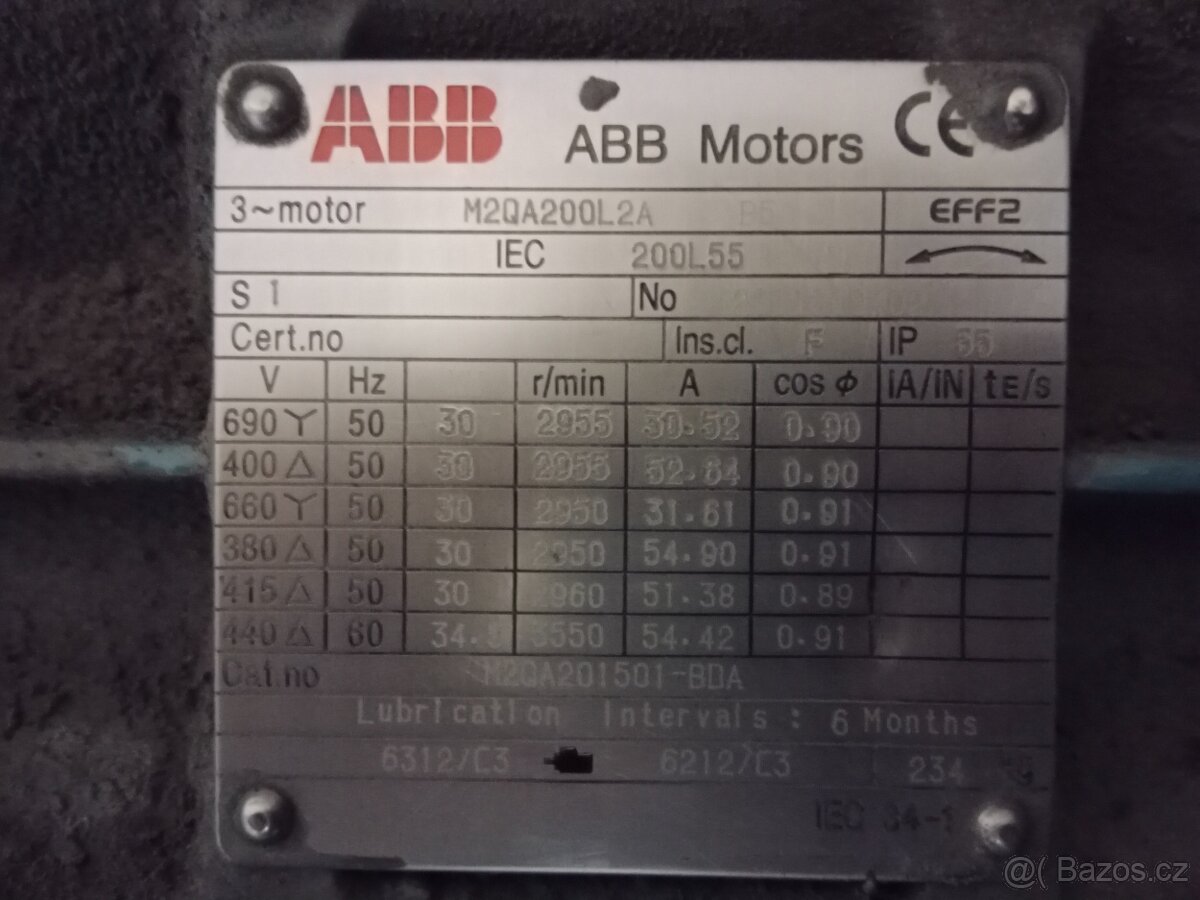 ABB ABB Motors CE
3~motor M2QA200L2A EFF2
IEC 200L55
S 1 No
Cert.no Ins.cl. F IP 55
V Hz r/min A cos ϕ IA/IN tE/s
690 Y 50 30 2955 30.52 0.90
400 △ 50 30 2955 52.64 0.90
660 Y 50 30 2950 31.61 0.91
380 △ 50 30 2950 54.90 0.91
415 △ 50 30 2960 51.38 0.89
440 △ 60 34.5 3550 54.42 0.91
Cat.no M2QA201501-BDA
Lubrication Intervals : 6 Months
6312/C3 6212/C3 234
IEC 34-1
@( Bazos.cz